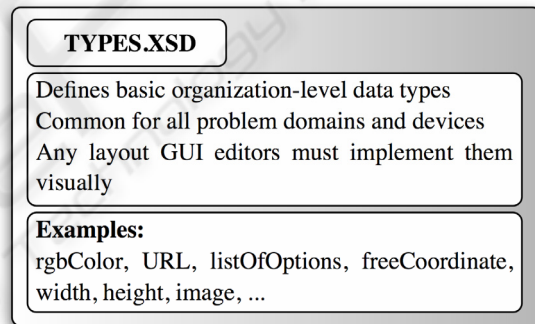 TYPES.XSD
Defines basic organization-level data types
Common for all problem domains and devices
Any layout GUI editors must implement them
visually
Examples:
rgbColor, URL, listOfOptions, freeCoordinate,
width, height, image, ...